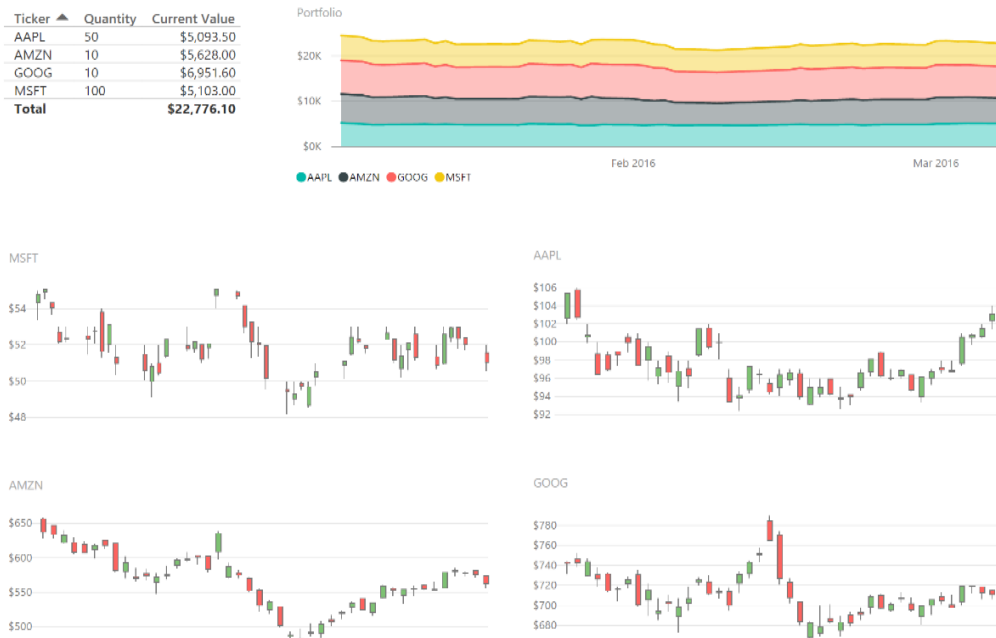 Ticker Quantity Current Value
AAPL 50 $5,093.50
AMZN 10 $5,628.00
GOOG 10 $6,951.60
MSFT 100 $5,103.00
Total $22,776.10
Portfolio
$20K
$10K
$0K
Feb 2016 Mar 2016
AAPL AMZN GOOG MSFT
MSFT
$54
$52
$50
$48
AAPL
$106
$104
$102
$100
$98
$96
$94
$92
AMZN
$650
$600
$550
$500
GOOG
$780
$760
$740
$720
$700
$680